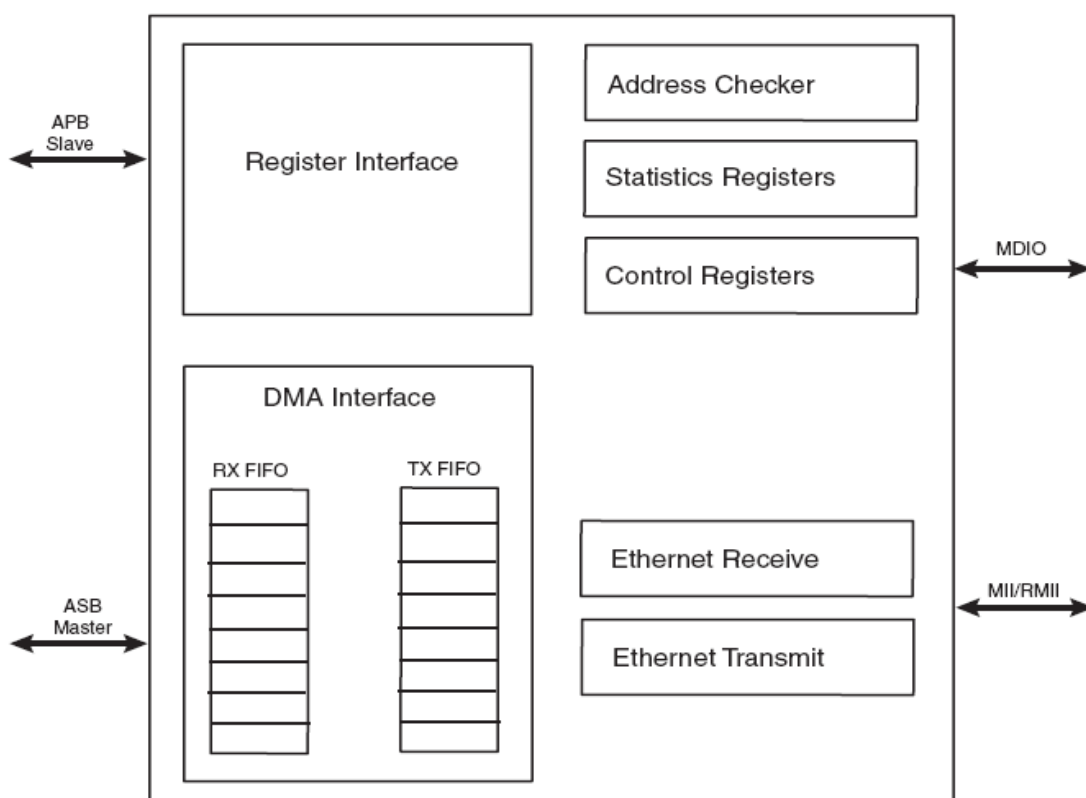 APB
Slave
Register Interface
Address Checker
Statistics Registers
Control Registers
MDIO
DMA Interface
RX FIFO
TX FIFO
ASB
Master
Ethernet Receive
Ethernet Transmit
MII/RMII